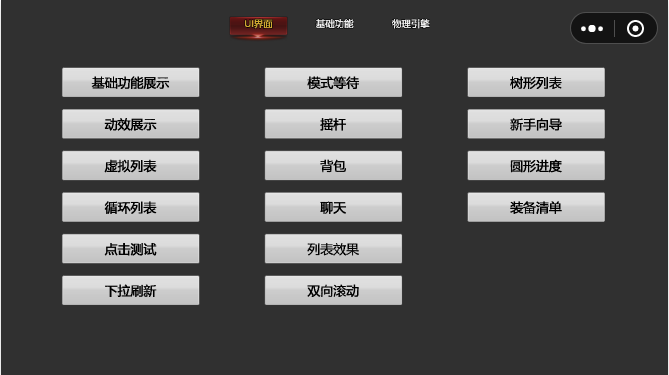 UI界面 基础功能 物理引擎
基础功能展示 模式等待 树形列表
动效展示 摇杆 新手向导
虚拟列表 背包 圆形进度
循环列表 聊天 装备清单
点击测试 列表效果
下拉刷新 双向滚动